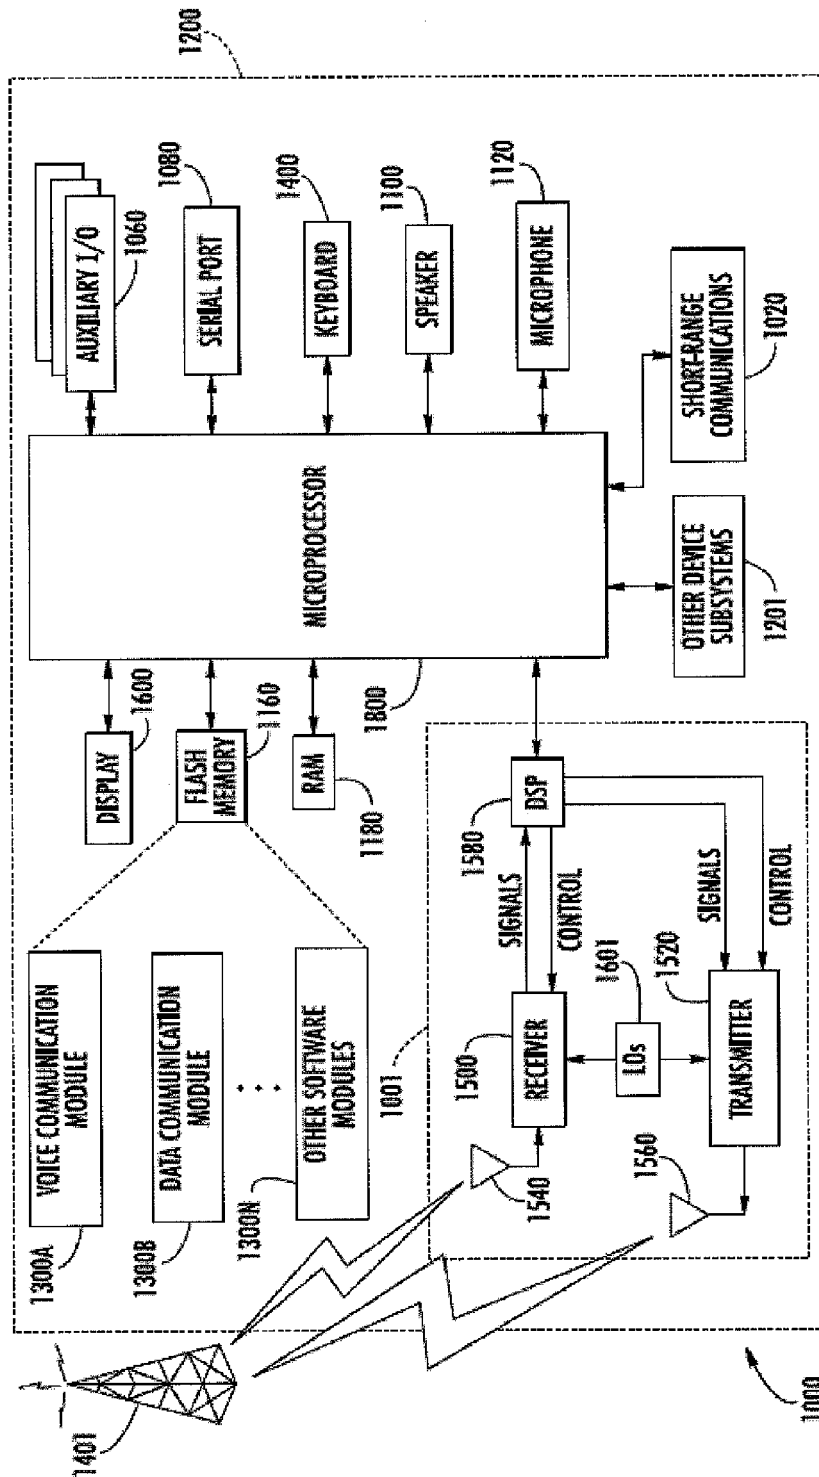 1401
1000
1200
1300A
VOICE COMMUNICATION
MODULE
1300B
DATA COMMUNICATION
MODULE
1300N
OTHER SOFTWARE
MODULES
DISPLAY
1600
FLASH
MEMORY
1160
RAM
1180
MICROPROCESSOR
1800
AUXILIARY I/O
1060
SERIAL PORT
1080
KEYBOARD
1400
SPEAKER
1100
MICROPHONE
1120
1001
1540
1500
RECEIVER
SIGNALS
CONTROL
1580
DSP
LOs
1601
1560
TRANSMITTER
1520
SIGNALS
CONTROL
OTHER DEVICE
SUBSYSTEMS
1201
SHORT-RANGE
COMMUNICATIONS
1020